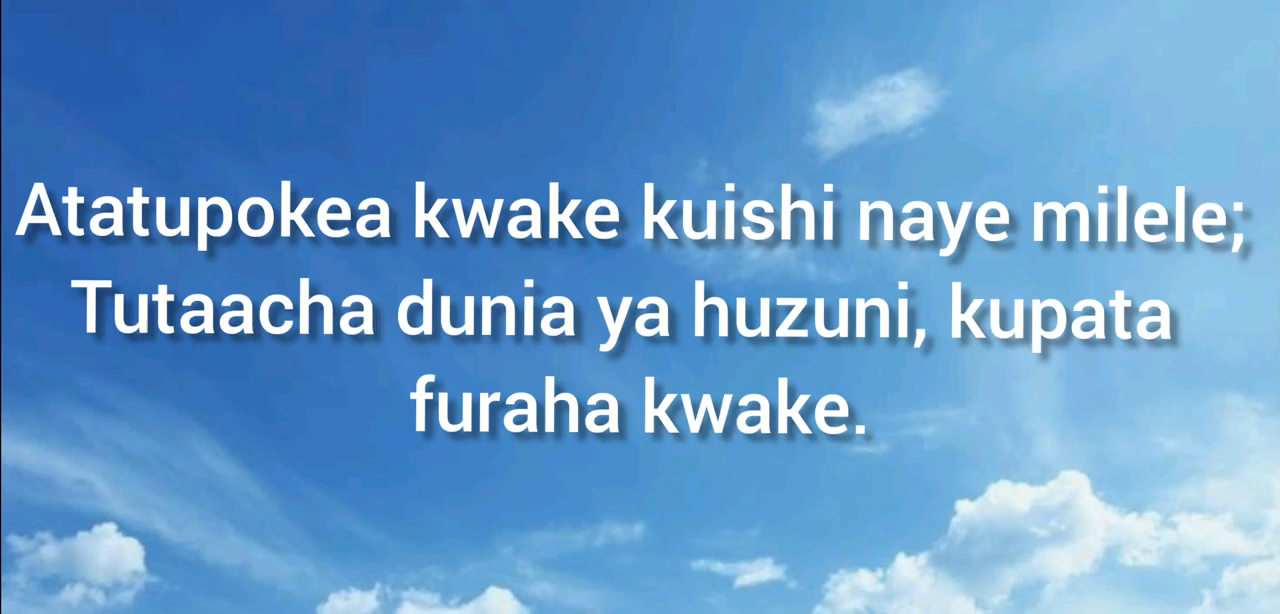 Atatupokea kwake kuishi naye milele;
Tutaacha dunia ya huzuni, kupata
furaha kwake.